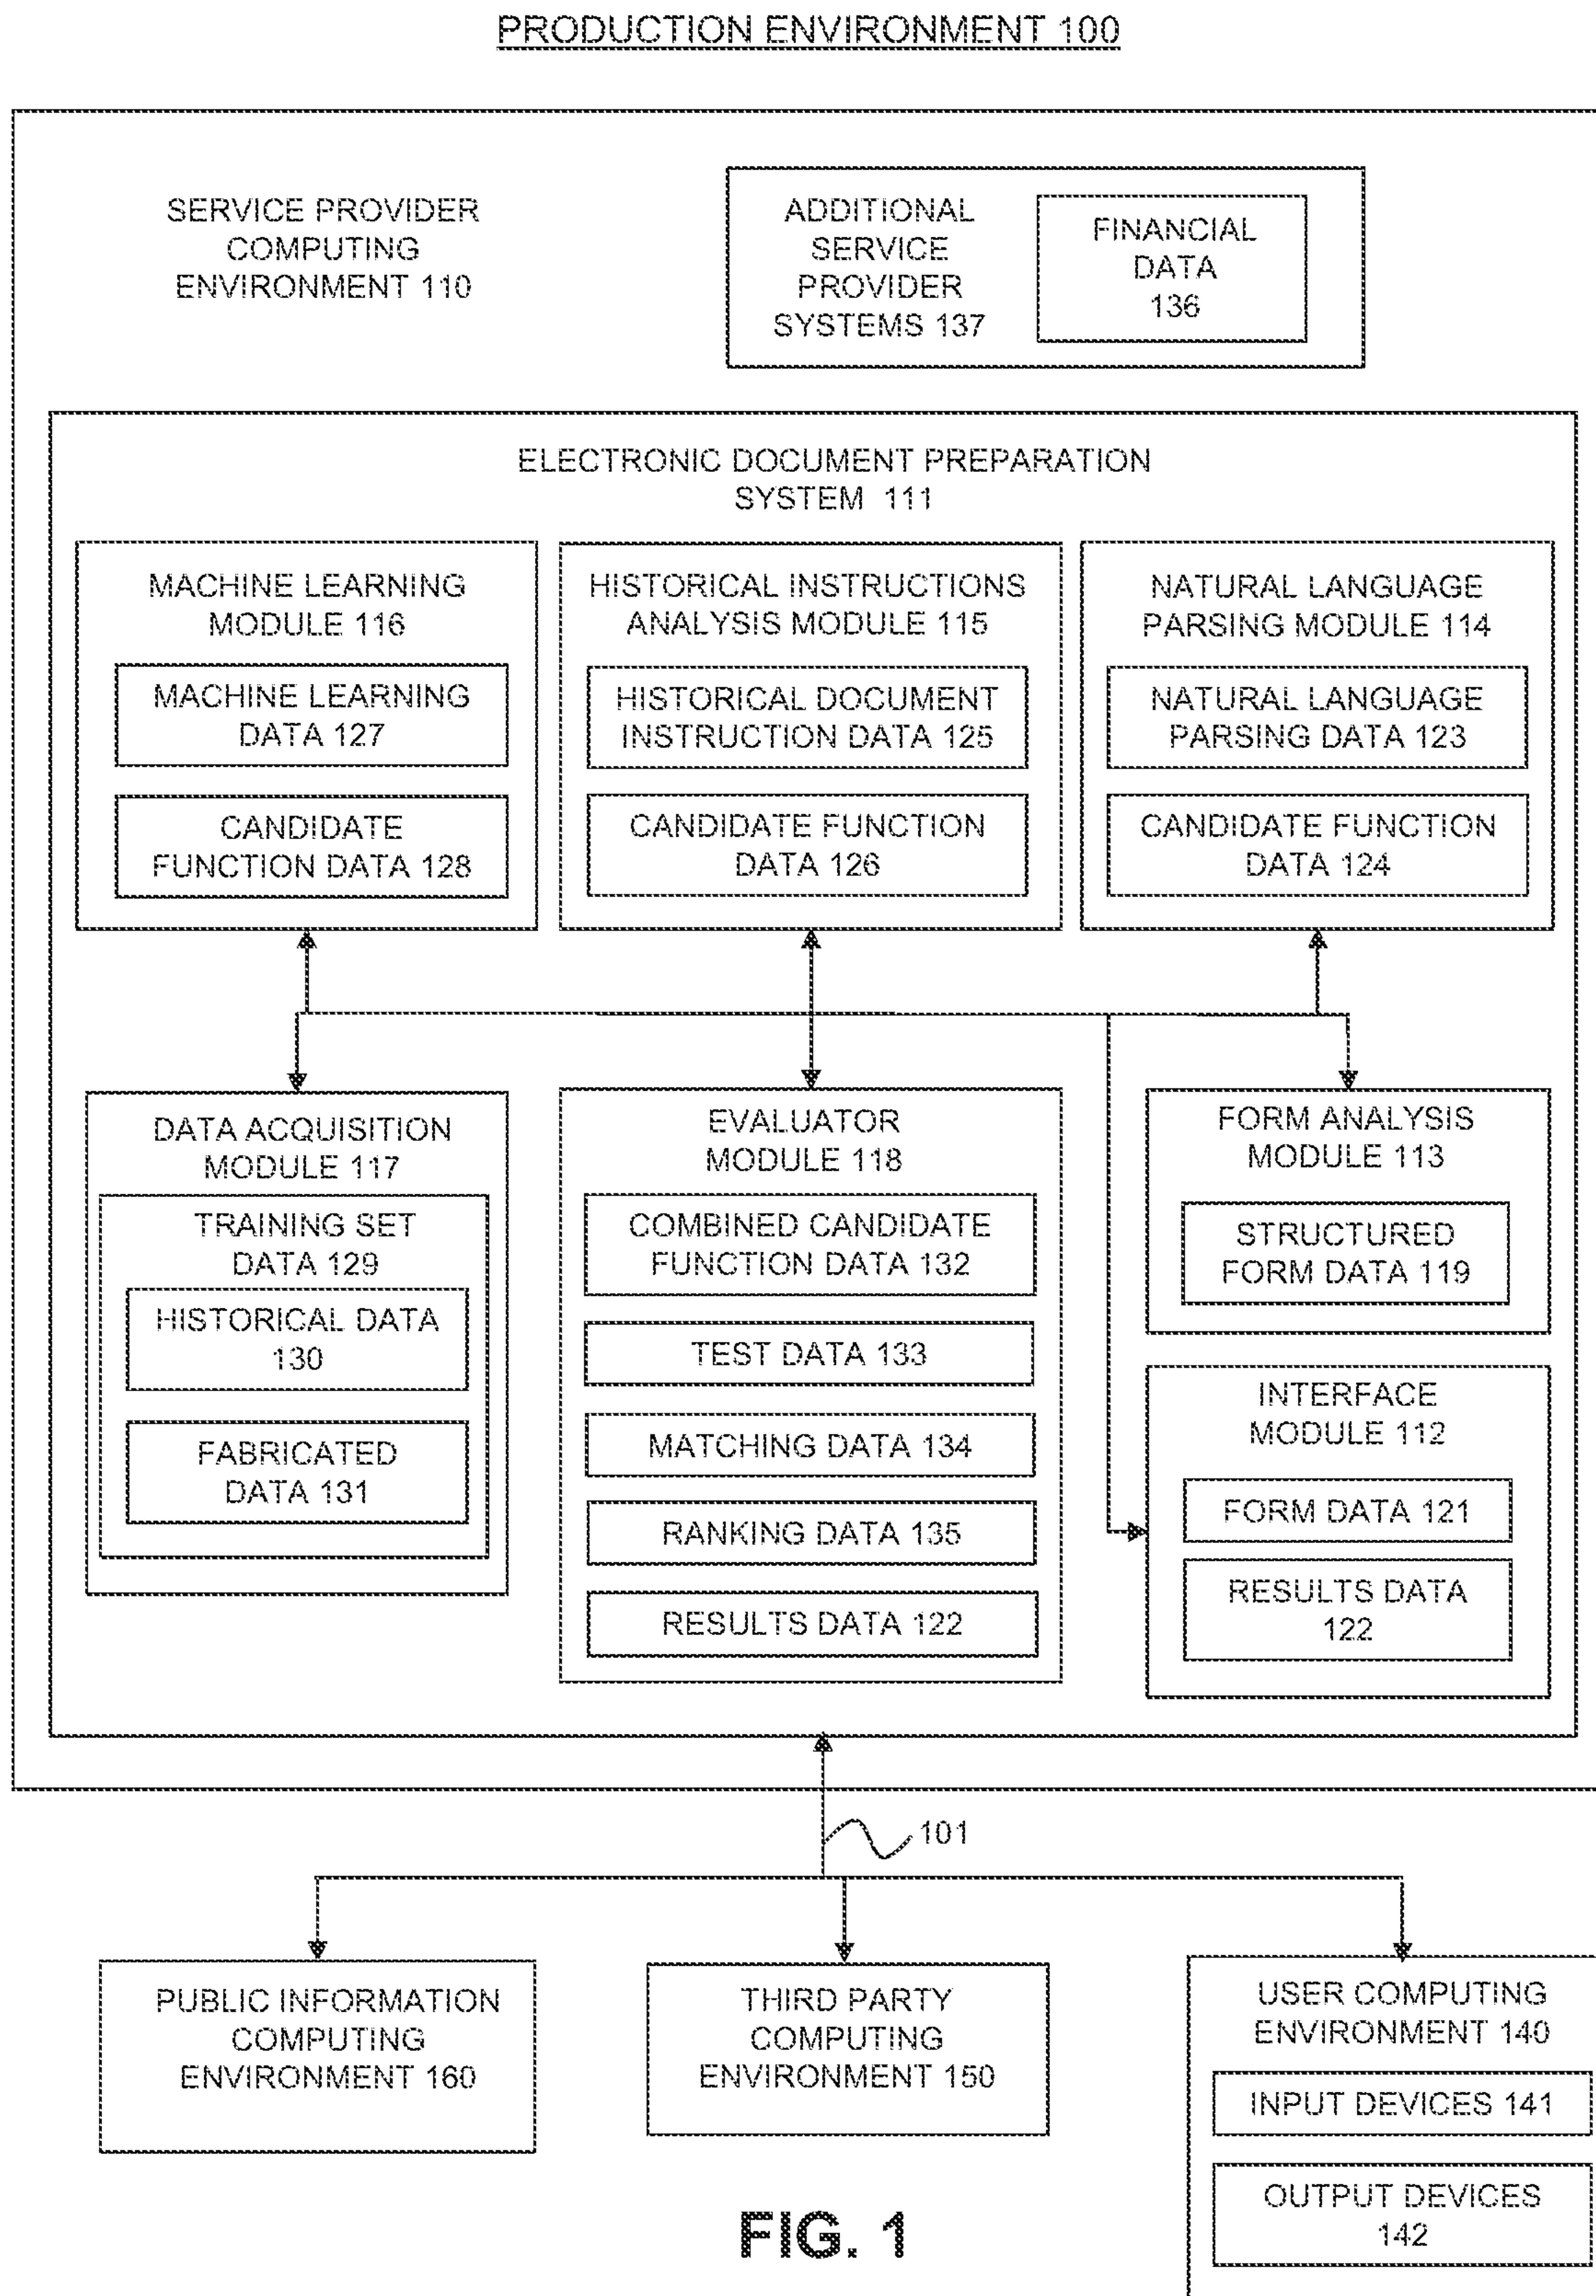 PRODUCTION ENVIRONMENT 100
SERVICE PROVIDER
COMPUTING
ENVIRONMENT 110
ADDITIONAL
SERVICE
PROVIDER
SYSTEMS 137
FINANCIAL
DATA
136
ELECTRONIC DOCUMENT PREPARATION
SYSTEM 111
MACHINE LEARNING
MODULE 116
MACHINE LEARNING
DATA 127
CANDIDATE
FUNCTION DATA 128
HISTORICAL INSTRUCTIONS
ANALYSIS MODULE 115
HISTORICAL DOCUMENT
INSTRUCTION DATA 125
CANDIDATE FUNCTION
DATA 126
NATURAL LANGUAGE
PARSING MODULE 114
NATURAL LANGUAGE
PARSING DATA 123
CANDIDATE FUNCTION
DATA 124
DATA ACQUISITION
MODULE 117
TRAINING SET
DATA 129
HISTORICAL DATA
130
FABRICATED
DATA 131
EVALUATOR
MODULE 118
COMBINED CANDIDATE
FUNCTION DATA 132
TEST DATA 133
MATCHING DATA 134
RANKING DATA 135
RESULTS DATA 122
FORM ANALYSIS
MODULE 113
STRUCTURED
FORM DATA 119
INTERFACE
MODULE 112
FORM DATA 121
RESULTS DATA
122
101
PUBLIC INFORMATION
COMPUTING
ENVIRONMENT 160
THIRD PARTY
COMPUTING
ENVIRONMENT 150
USER COMPUTING
ENVIRONMENT 140
INPUT DEVICES 141
OUTPUT DEVICES
142
FIG. 1